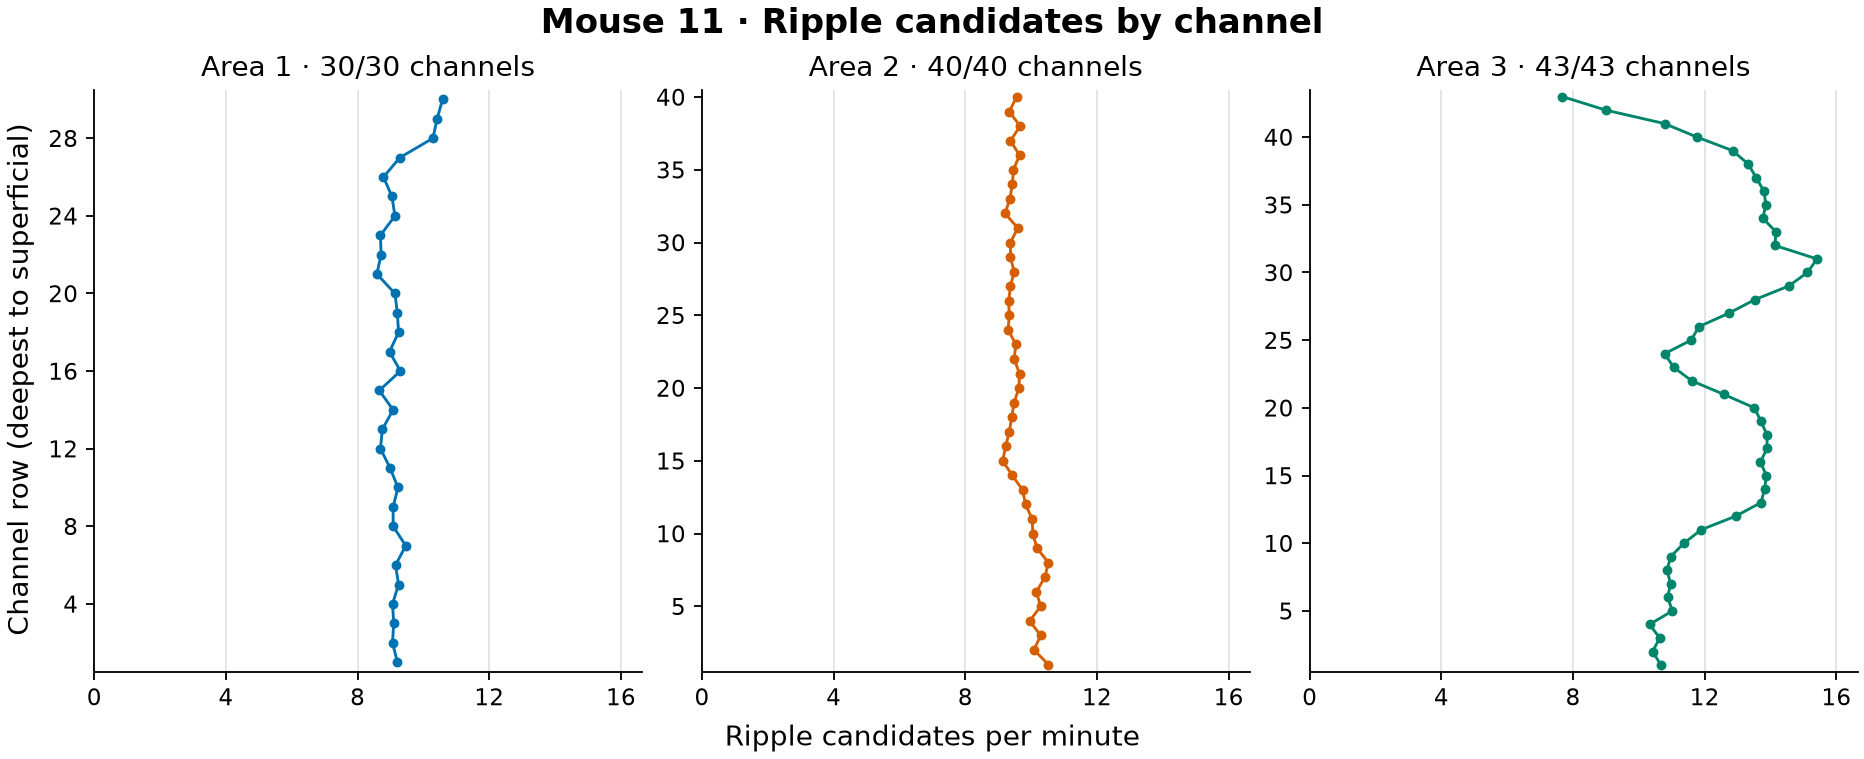 Mouse 11 · Ripple candidates by channel
Area 1 · 30/30 channels
Area 2 · 40/40 channels
Area 3 · 43/43 channels
Channel row (deepest to superficial)
28
24
20
16
12
8
4
0 4 8 12 16
40
35
30
25
20
15
10
5
0 4 8 12 16
40
35
30
25
20
15
10
5
0 4 8 12 16
Ripple candidates per minute